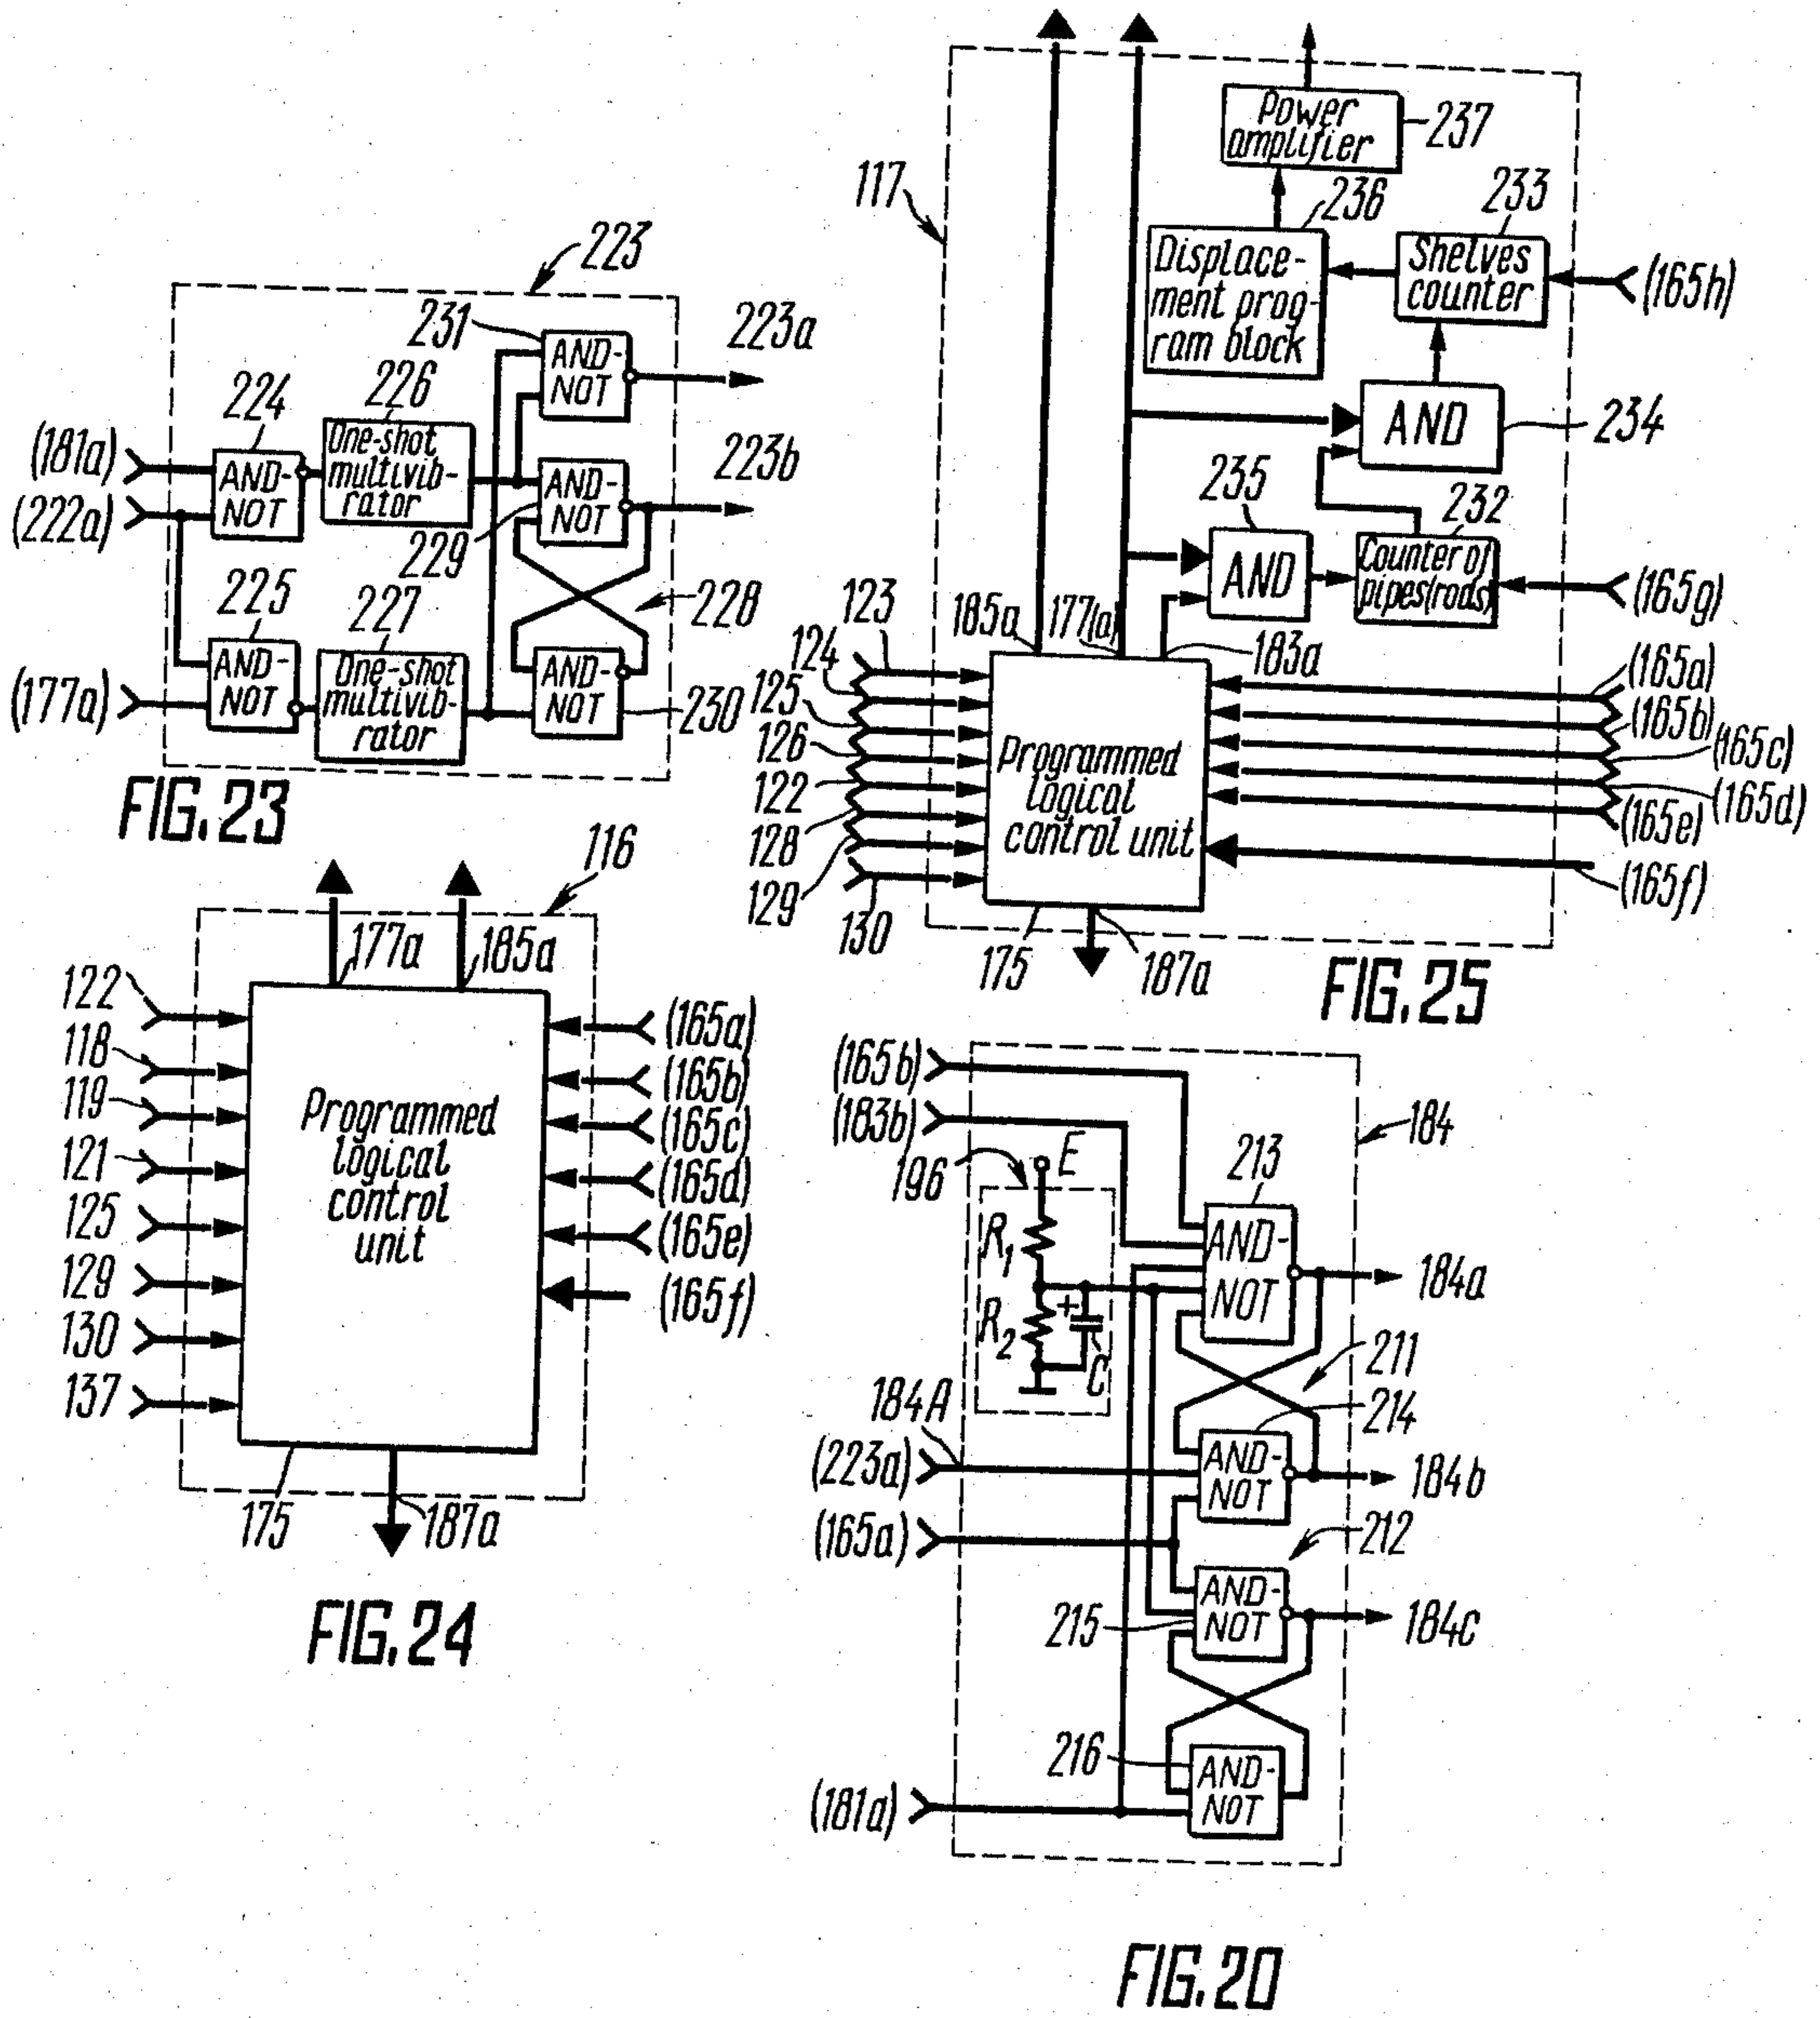 223
231
AND-
NOT
223a
224
226
(181a)
AND-
NOT
One-shot
multivib-
rator
(222a)
AND-
NOT
223b
229
225
227
228
(177a)
AND-
NOT
One-shot
multivib-
rator
AND-
NOT
230
FIG. 23
117
Power
amplifier
237
236
233
Displace-
ment prog-
ram block
Shelves
counter
(165h)
AND
234
235
232
AND
Counter of
pipes(rods)
(165g)
185a
177(a)
183a
123
124
125
126
122
128
129
130
Programmed
logical
control unit
(165a)
(165b)
(165c)
(165d)
(165e)
(165f)
175
187a
FIG. 25
116
177a
185a
122
118
119
121
125
129
130
137
Programmed
logical
control
unit
(165a)
(165b)
(165c)
(165d)
(165e)
(165f)
175
187a
FIG. 24
(165b)
(183b)
184
196
E
213
R1
AND-
NOT
184a
R2
+
C
211
184A
214
(223a)
AND-
NOT
184b
(165a)
212
AND-
NOT
215
184c
216
AND-
NOT
(181a)
FIG. 20